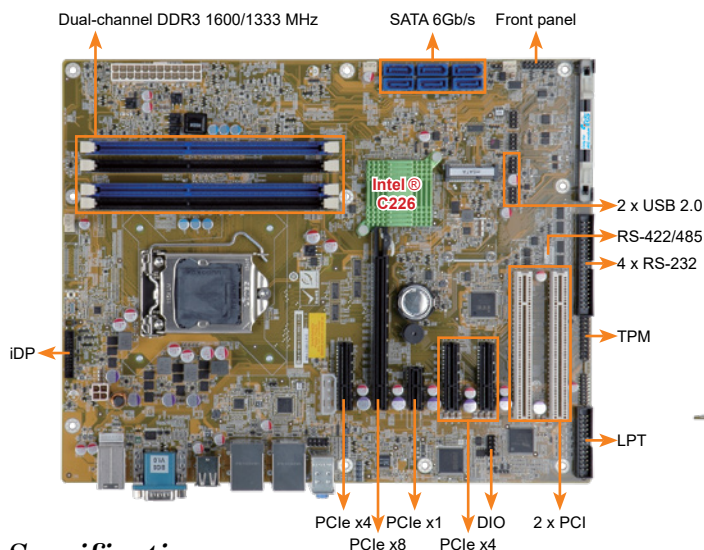 Dual-channel DDR3 1600/1333 MHz
SATA 6Gb/s
Front panel
Intel ®
C226
2 x USB 2.0
RS-422/485
4 x RS-232
TPM
iDP
LPT
PCIe x4
PCIe x1
DIO
2 x PCI
PCIe x8
PCIe x4